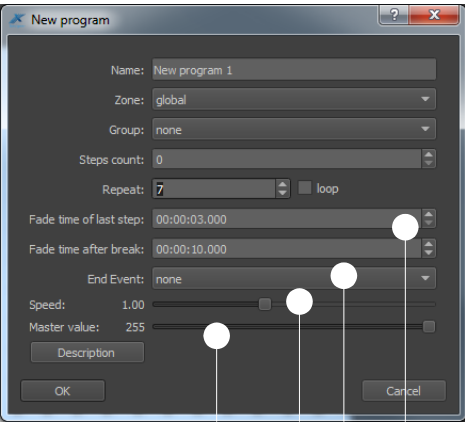 New program
Name: New program 1
Zone: global
Group: none
Steps count: 0
Repeat: 7 loop
Fade time of last step: 00:00:03.000
Fade time after break: 00:00:10.000
End Event: none
Speed: 1.00
Master value: 255
Description
OK Cancel